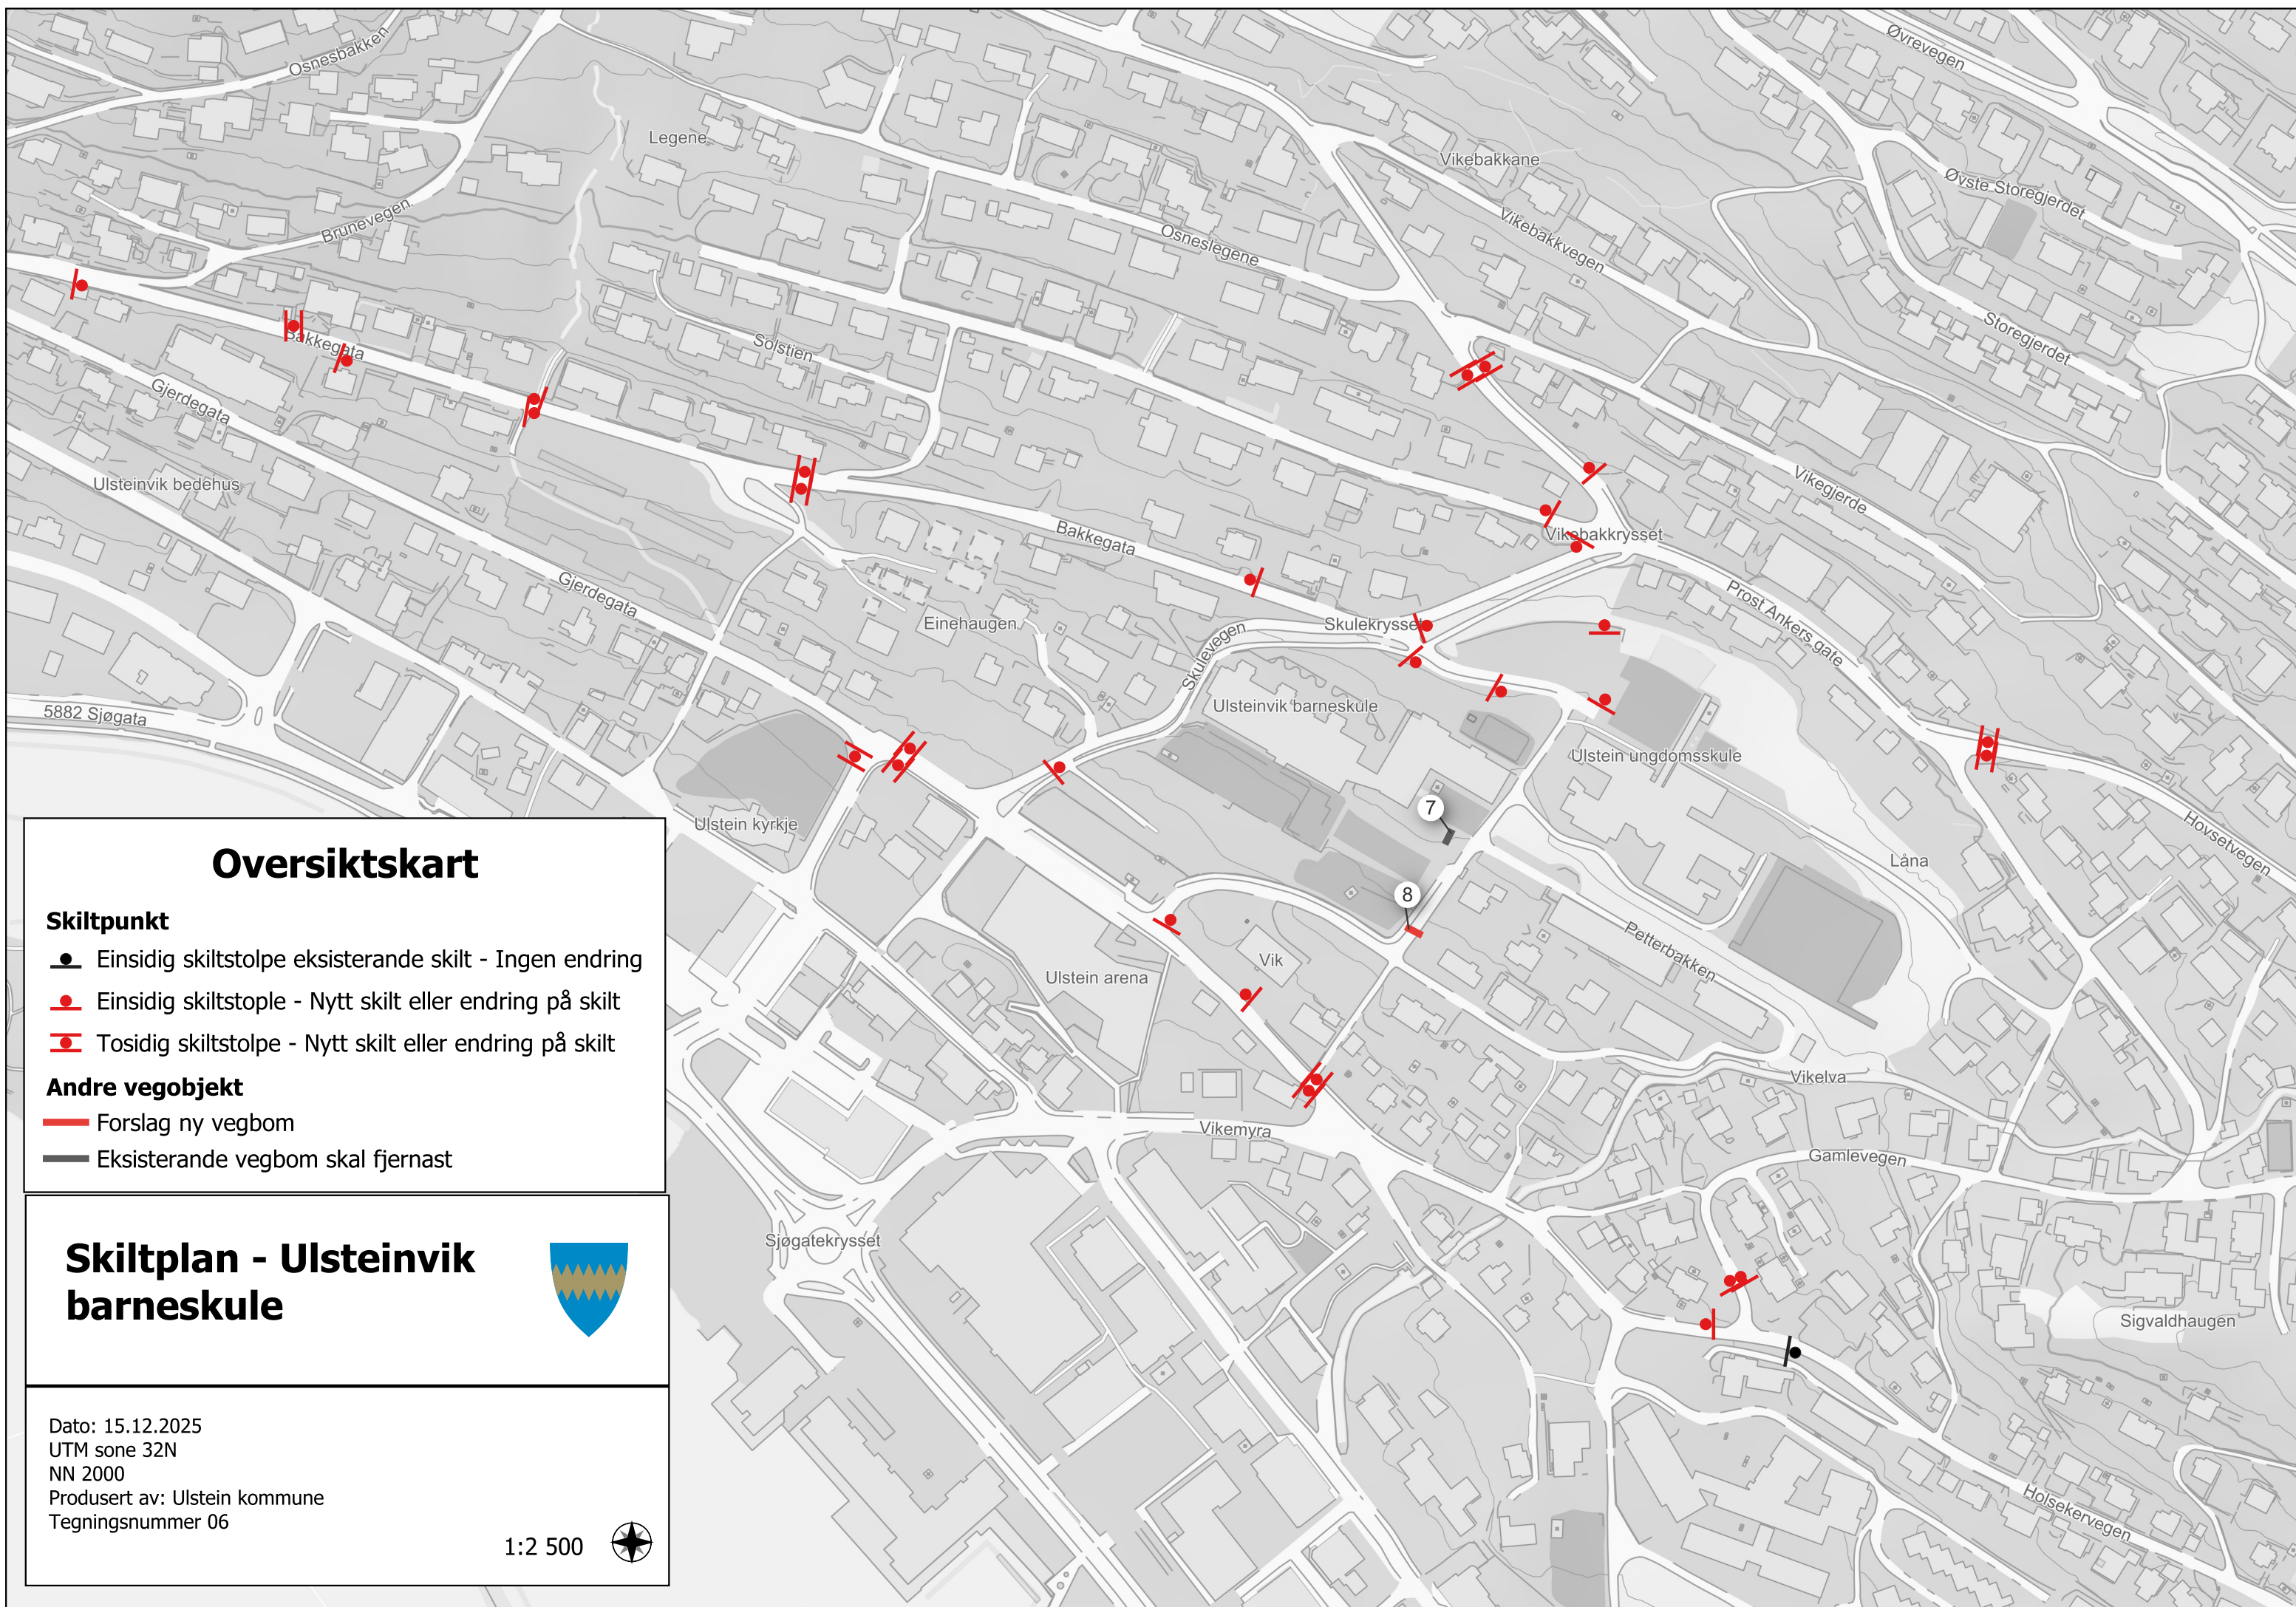 Osnesbakken
Øvrevegen
Legene
Vikebakkane
Øvste Storegjerdet
Brunevegen
Osneslegene
Vikebakkvegen
Bakkegata
Solstien
Storegjerdet
Gjerdegata
Ulsteinvik bedehus
Vikegjerde
Bakkegata
Vikebakkrysset
Gjerdegata
Prost Ankers gate
Einehaugen
Skulekrysset
Skulevegen
Ulsteinvik barneskule
5882 Sjøgata
Ulstein ungdomsskule
7
Ulstein kyrkje
Hovsetvegen
Låna
8
Petterbakken
Vik
Ulstein arena
Vikelva
Vikemyra
Gamlevegen
Sjøgatekrysset
Sigvaldhaugen
Holsekervegen
Oversiktskart
Skiltpunkt
Einsidig skiltstolpe eksisterande skilt - Ingen endring
Einsidig skiltstople - Nytt skilt eller endring på skilt
Tosidig skiltstolpe - Nytt skilt eller endring på skilt
Andre vegobjekt
Forslag ny vegbom
Eksisterande vegbom skal fjernast
Skiltplan - Ulsteinvik
barneskule
Dato: 15.12.2025
UTM sone 32N
NN 2000
Produsert av: Ulstein kommune
Tegningsnummer 06
1:2 500